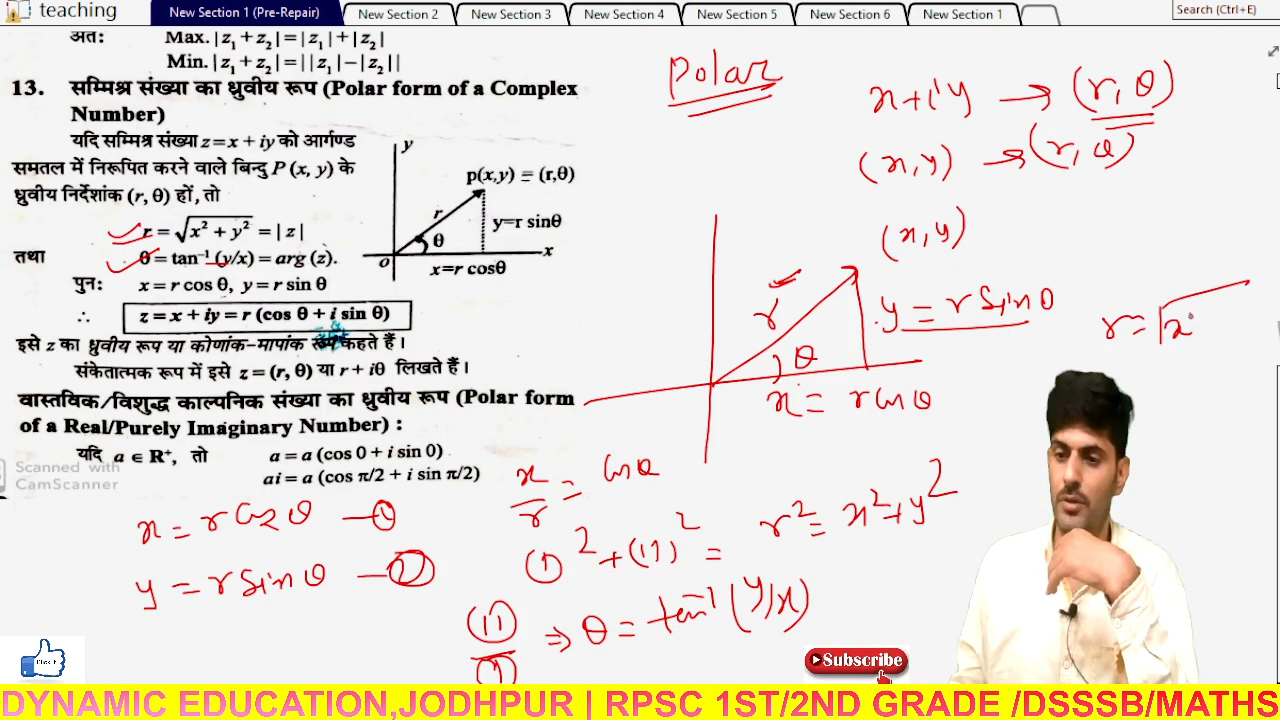 teaching
New Section 1 (Pre-Repair)
New Section 2
New Section 3
New Section 4
New Section 5
New Section 6
New Section 1
Search (Ctrl+E)
अत: Max. |z₁ + z₂| = |z₁| + |z₂|
Min. |z₁ + z₂| = ||z₁| − |z₂||
13. सम्मिश्र संख्या का ध्रुवीय रूप (Polar form of a Complex
Number)
यदि सम्मिश्र संख्या z = x + iy को आर्गण्ड
समतल में निरूपित करने वाले बिन्दु P (x, y) के
ध्रुवीय निर्देशांक (r, θ) हों, तो
r = √x² + y² = |z|
तथा θ = tan⁻¹ (y/x) = arg (z).
पुन: x = r cos θ, y = r sin θ
∴ z = x + iy = r (cos θ + i sin θ)
y
p(x,y) = (r,θ)
r
y=r sinθ
θ
o
x
x=r cosθ
इसे z का ध्रुवीय रूप या कोणांक-मापांक रूप कहते हैं।
संकेतात्मक रूप में इसे z = (r, θ) या r + iθ लिखते हैं।
वास्तविक/विशुद्ध काल्पनिक संख्या का ध्रुवीय रूप (Polar form
of a Real/Purely Imaginary Number) :
यदि a ∈ R⁺, तो a = a (cos 0 + i sin 0)
ai = a (cos π/2 + i sin π/2)
Scanned with
CamScanner
Polar
x+iy → (r, θ)
(x, y) → (r, θ)
(x, y)
r
y = r sin θ
θ
x = r cos θ
r = √x
x/r = cos θ
x = r cos θ —①
y = r sin θ —②
①² + (11)² = r² = x² + y²
(11)/① ⇒ θ = tan⁻¹ (y/x)
Subscribe
DYNAMIC EDUCATION,JODHPUR | RPSC 1ST/2ND GRADE /DSSSB/MATHS